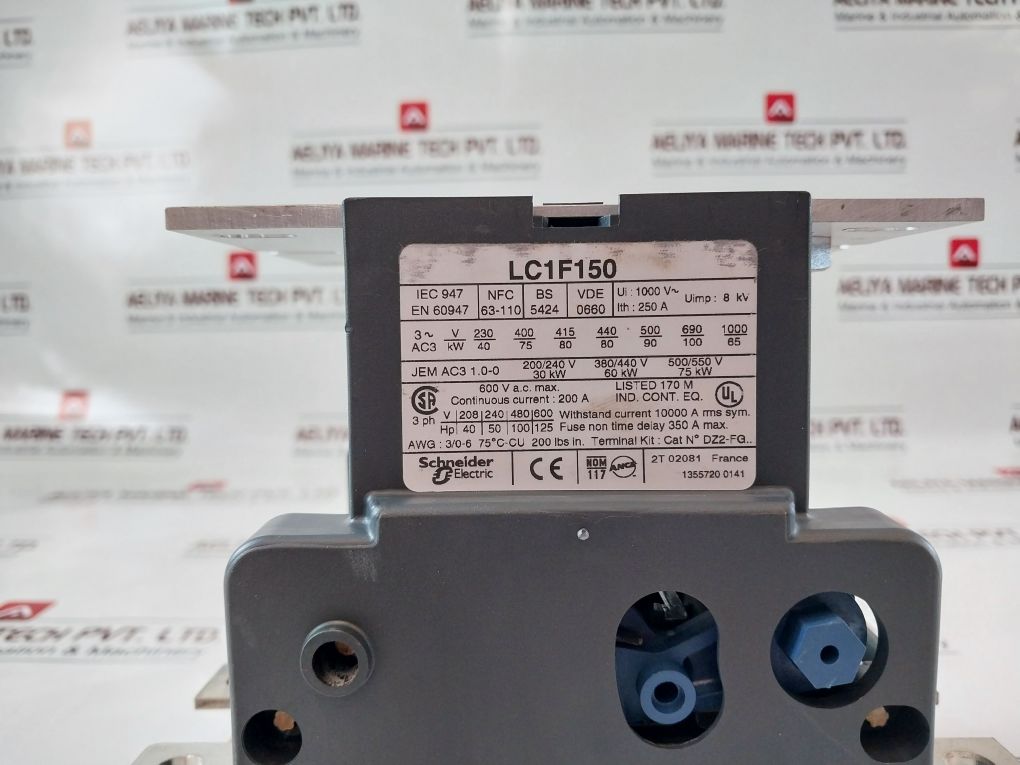 AELIYA MARINE TECH PVT. LTD.
Marine & Industrial Automation & Machinery
LC1F150
IEC 947
EN 60947
NFC
63-110
BS
5424
VDE
0660
Ui : 1000 V~
Ith : 250 A
Uimp : 8 kV
3 ~ V 230 400 415 440 500 690 1000
AC3 kW 40 75 80 80 90 100 65
JEM AC3 1.0-0 200/240 V 380/440 V 500/550 V
30 kW 60 kW 75 kW
SA
600 V a.c. max.
Continuous current : 200 A
LISTED 170 M
IND. CONT. EQ.
UL
3 ph
V 208 240 480 600 Withstand current 10000 A rms sym.
Hp 40 50 100 125 Fuse non time delay 350 A max.
AWG : 3/0-6 75°C-CU 200 lbs in. Terminal Kit : Cat N° DZ2-FG..
Schneider
Electric
CE
NOM
117
ANCE
2T 02081 France
1355720 0141